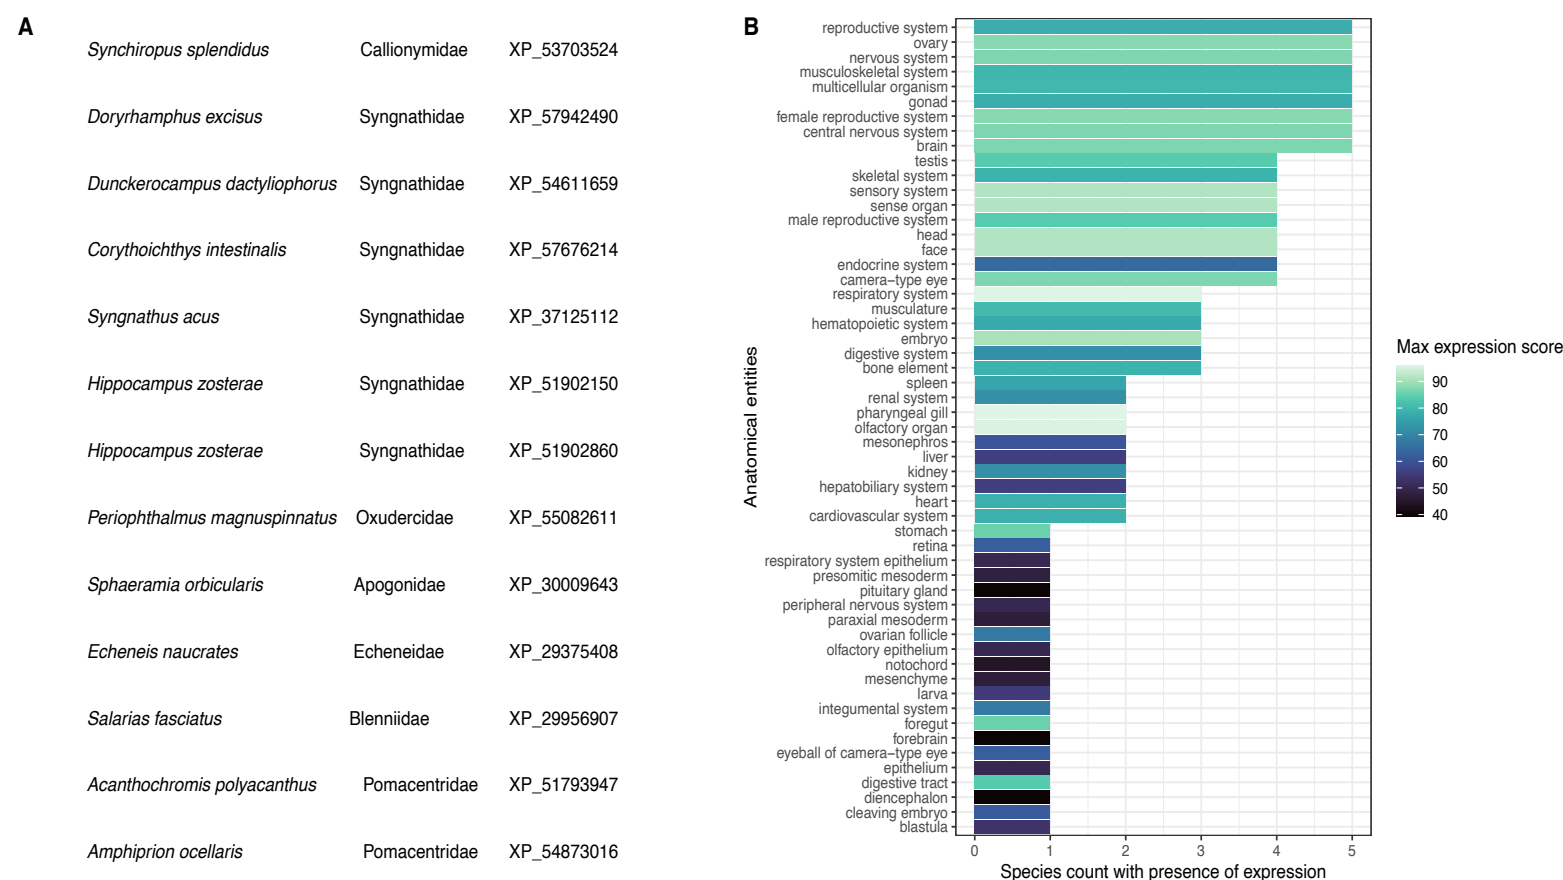 A
Synchiropus splendidus Callionymidae XP_53703524
Doryrhamphus excisus Syngnathidae XP_57942490
Dunckerocampus dactyliophorus Syngnathidae XP_54611659
Corythoichthys intestinalis Syngnathidae XP_57676214
Syngnathus acus Syngnathidae XP_37125112
Hippocampus zosterae Syngnathidae XP_51902150
Hippocampus zosterae Syngnathidae XP_51902860
Periophthalmus magnuspinnatus Oxudercidae XP_55082611
Sphaeramia orbicularis Apogonidae XP_30009643
Echeneis naucrates Echeneidae XP_29375408
Salarias fasciatus Blenniidae XP_29956907
Acanthochromis polyacanthus Pomacentridae XP_51793947
Amphiprion ocellaris Pomacentridae XP_54873016
B
Anatomical entities
reproductive system
ovary
nervous system
musculoskeletal system
multicellular organism
gonad
female reproductive system
central nervous system
brain
testis
skeletal system
sensory system
sense organ
male reproductive system
head
face
endocrine system
camera−type eye
respiratory system
musculature
hematopoietic system
embryo
digestive system
bone element
spleen
renal system
pharyngeal gill
olfactory organ
mesonephros
liver
kidney
hepatobiliary system
heart
cardiovascular system
stomach
retina
respiratory system epithelium
presomitic mesoderm
pituitary gland
peripheral nervous system
paraxial mesoderm
ovarian follicle
olfactory epithelium
notochord
mesenchyme
larva
integumental system
foregut
forebrain
eyeball of camera−type eye
epithelium
digestive tract
diencephalon
cleaving embryo
blastula
0 1 2 3 4 5
Species count with presence of expression
Max expression score
90
80
70
60
50
40